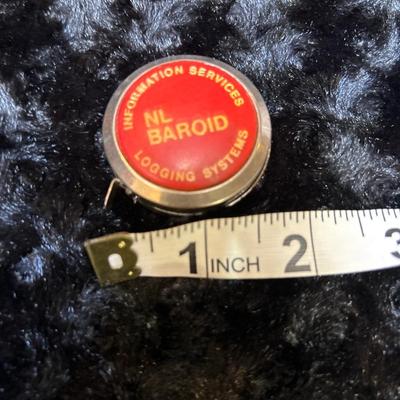 INFORMATION SERVICES
NL
BAROID
LOGGING SYSTEMS
1 INCH 2 3